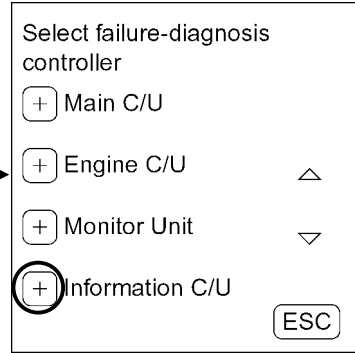 Select failure-diagnosis
controller
+ Main C/U
+ Engine C/U
+ Monitor Unit
+ Information C/U
ESC